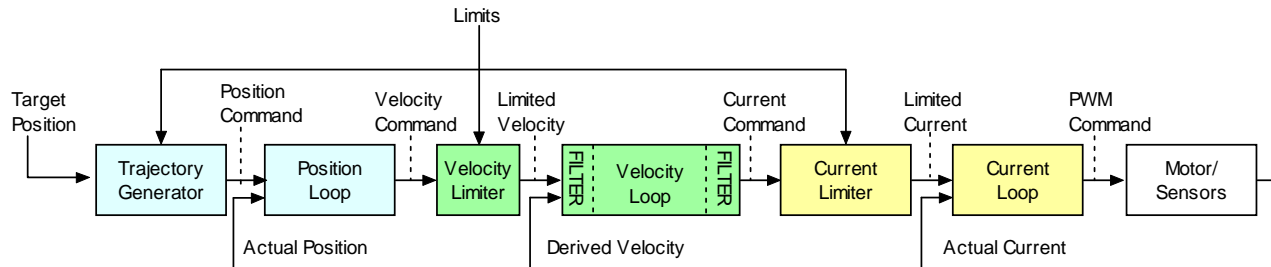 Limits
Target
Position
Position
Command
Velocity
Command
Limited
Velocity
Current
Command
Limited
Current
PWM
Command
Trajectory
Generator
Position
Loop
Velocity
Limiter
FILTER
Velocity
Loop
FILTER
Current
Limiter
Current
Loop
Motor/
Sensors
Actual Position
Derived Velocity
Actual Current